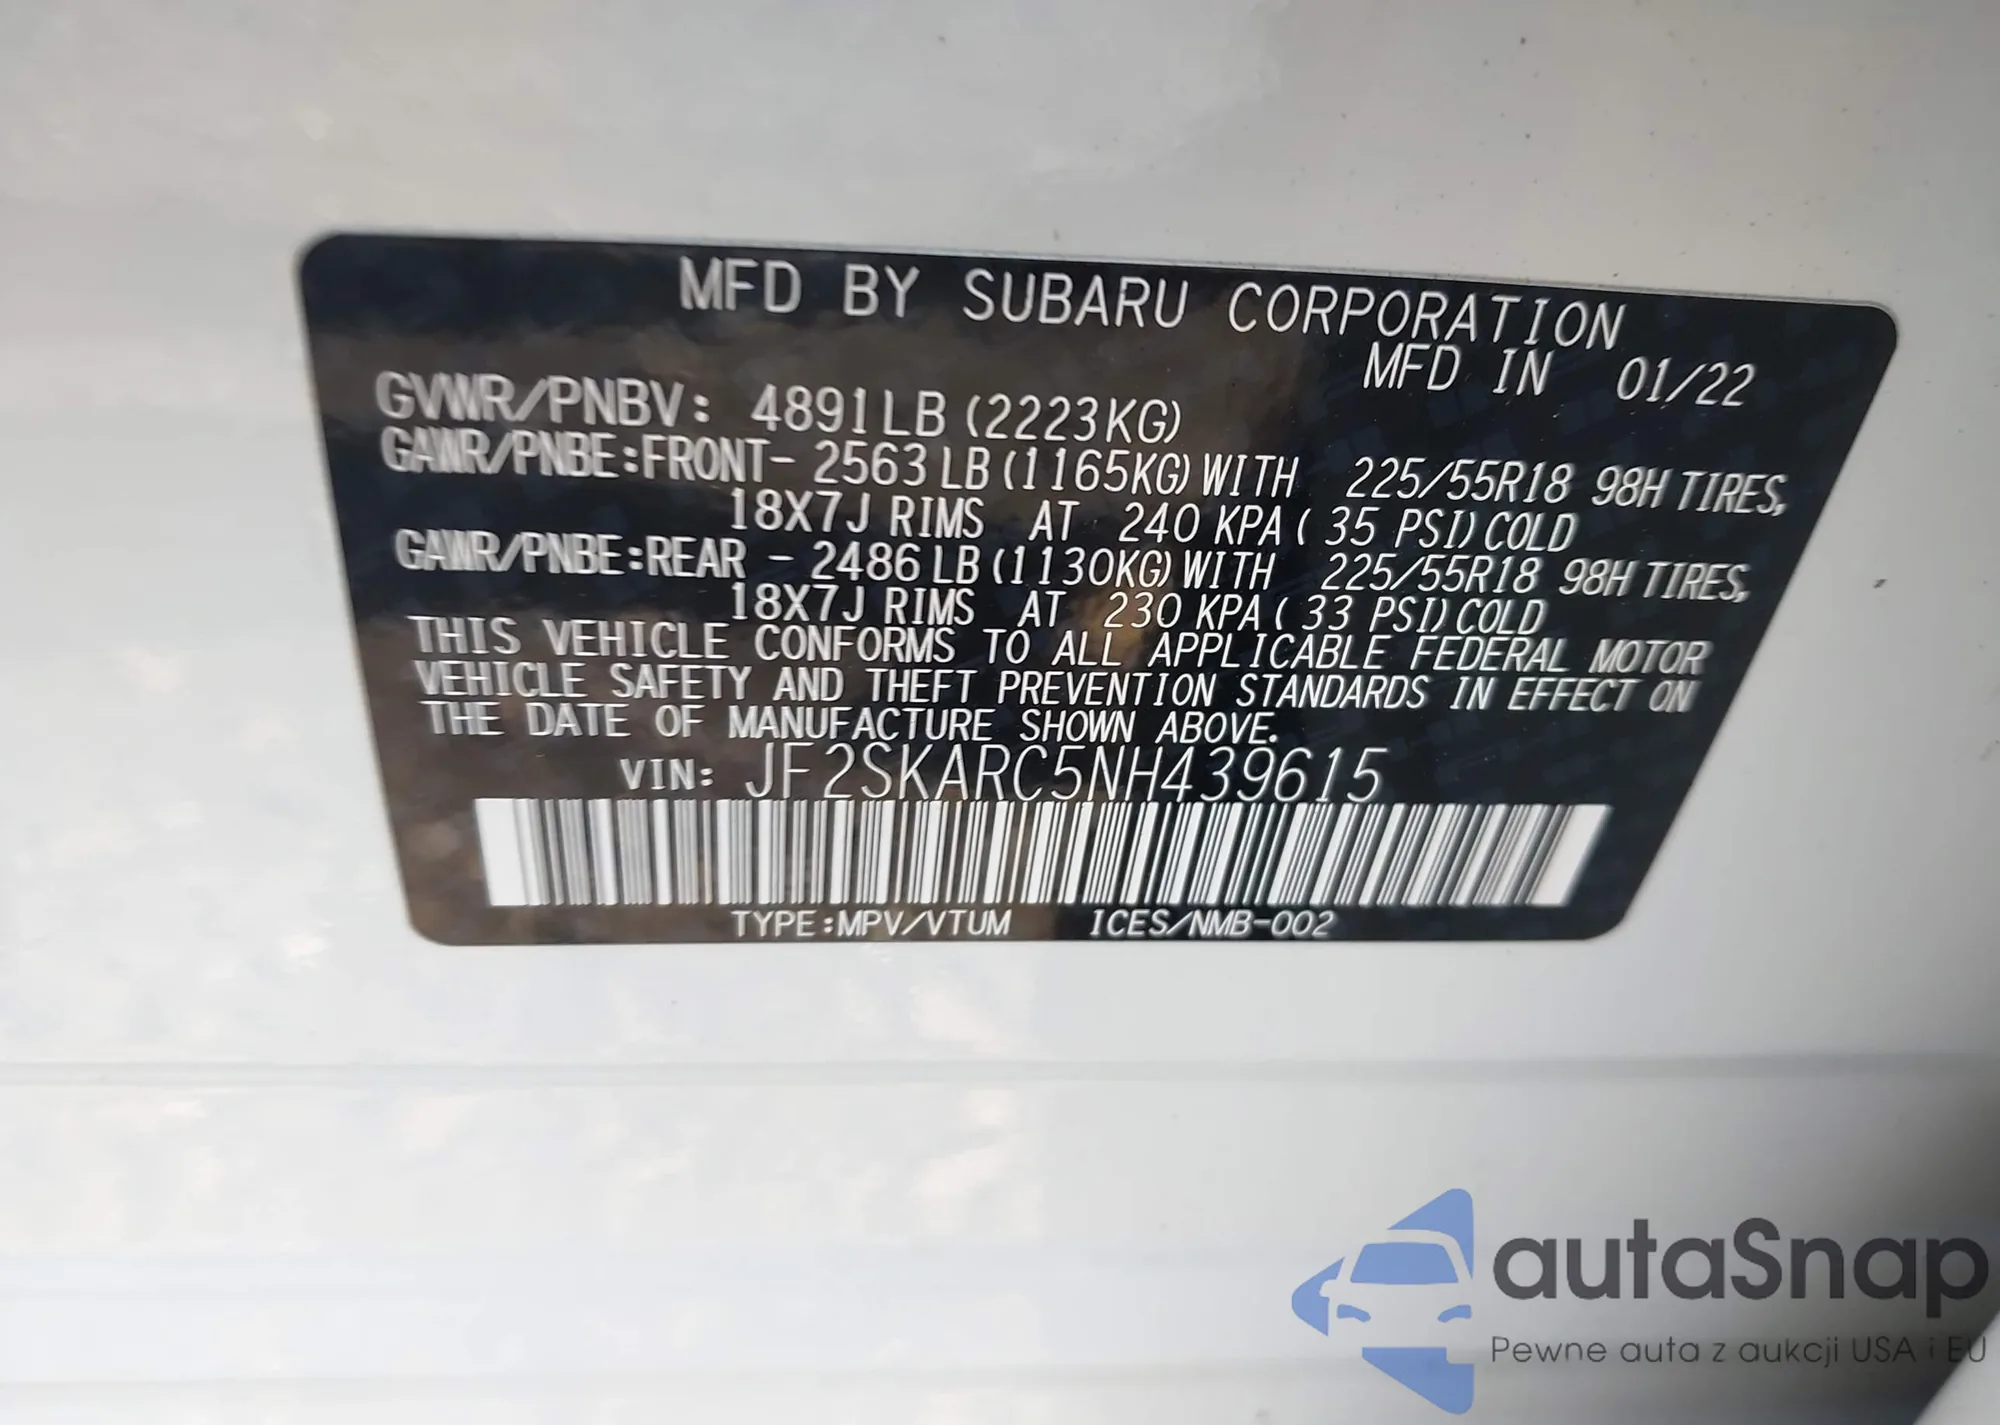 MFD BY SUBARU CORPORATION
MFD IN 01/22
GVWR/PNBV: 4891LB (2223KG)
GAWR/PNBE:FRONT- 2563LB(1165KG)WITH 225/55R18 98H TIRES,
18X7J RIMS AT 240 KPA( 35 PSI)COLD
GAWR/PNBE:REAR - 2486LB(1130KG)WITH 225/55R18 98H TIRES,
18X7J RIMS AT 230 KPA( 33 PSI)COLD
THIS VEHICLE CONFORMS TO ALL APPLICABLE FEDERAL MOTOR
VEHICLE SAFETY AND THEFT PREVENTION STANDARDS IN EFFECT ON
THE DATE OF MANUFACTURE SHOWN ABOVE.
VIN: JF2SKARC5NH439615
TYPE:MPV/VTUM ICES/NMB-002
autaSnap
Pewne auta z aukcji USA i EU